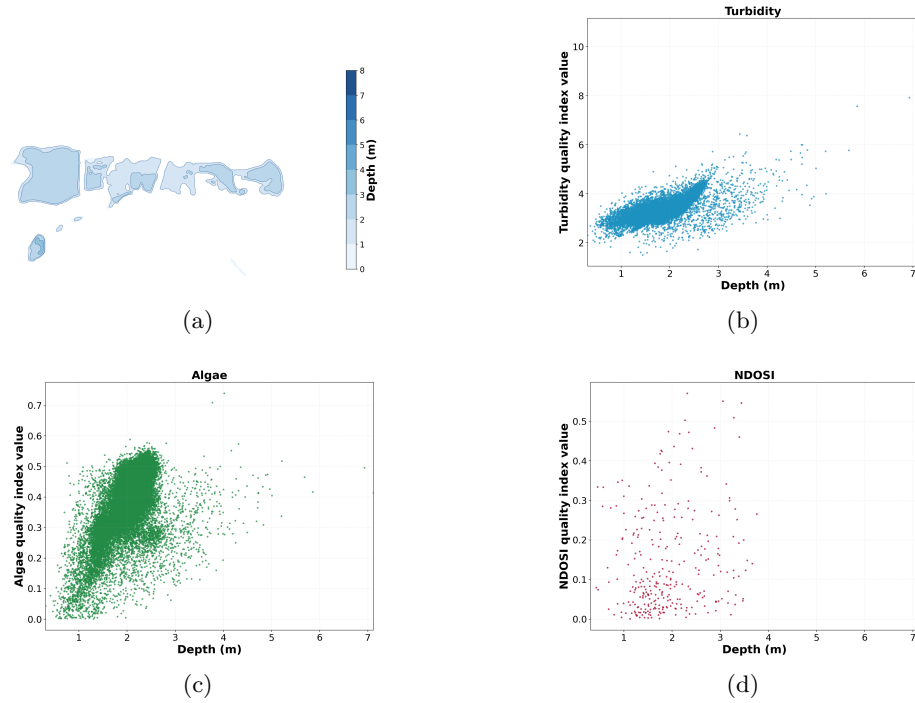 8
7
6
5
4
3
2
1
0
Depth (m)
(a)
Turbidity
Turbidity quality index value
10
8
6
4
2
1 2 3 4 5 6 7
Depth (m)
(b)
Algae
Algae quality index value
0.7
0.6
0.5
0.4
0.3
0.2
0.1
0.0
1 2 3 4 5 6 7
Depth (m)
(c)
NDOSI
NDOSI quality index value
0.5
0.4
0.3
0.2
0.1
0.0
1 2 3 4 5 6 7
Depth (m)
(d)